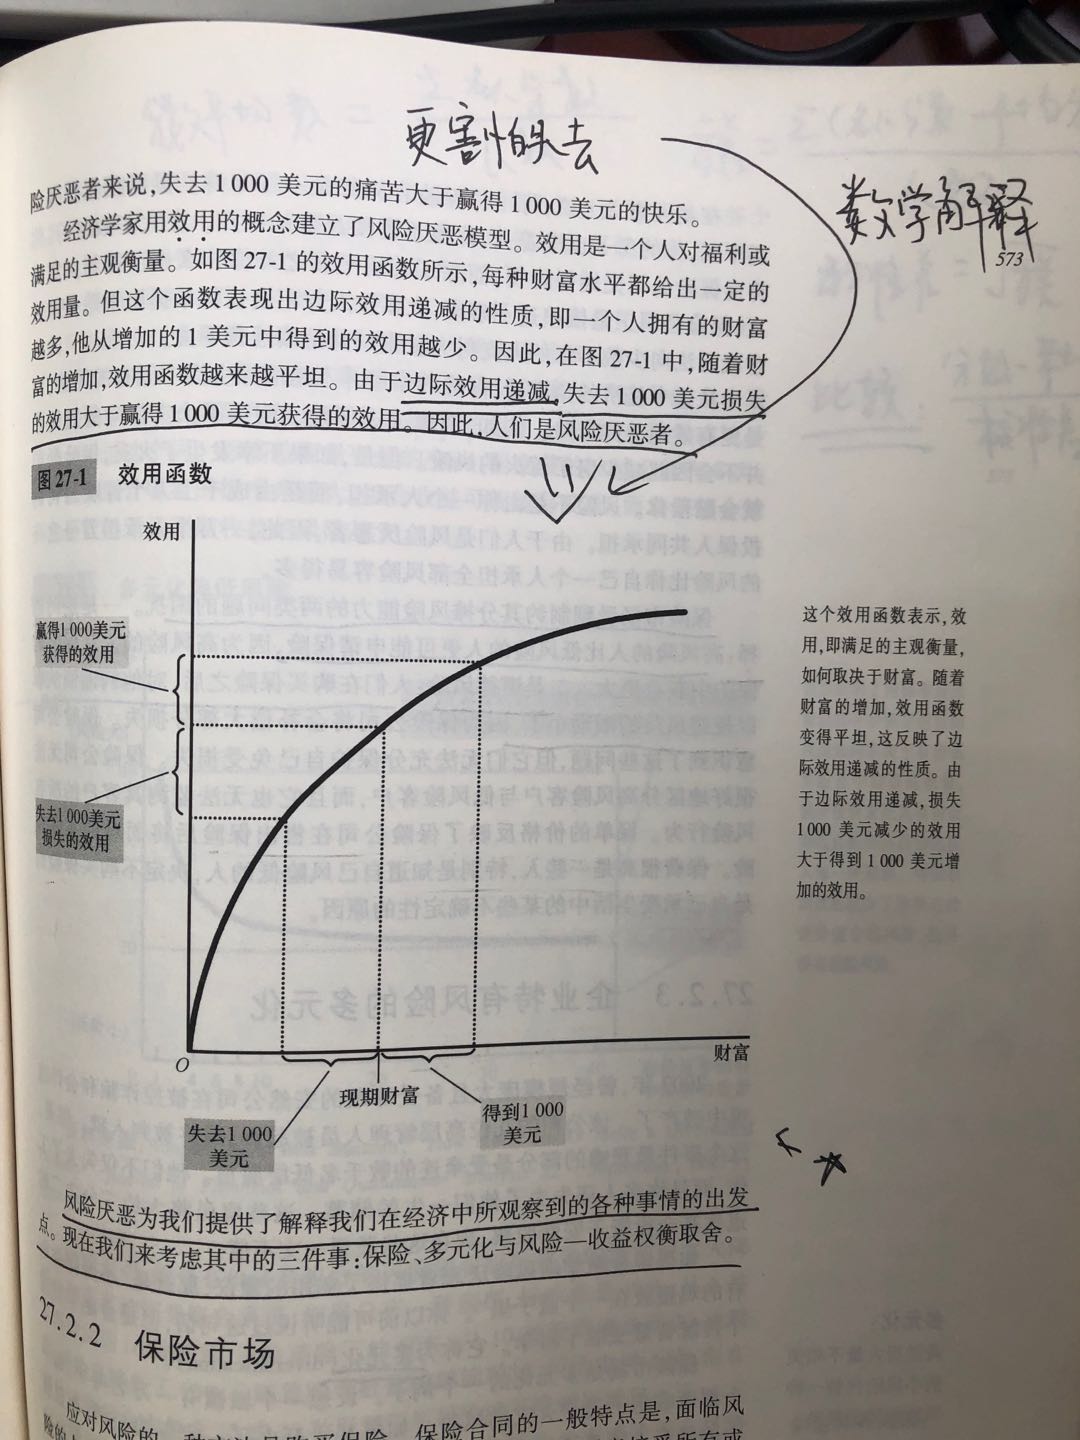 更害怕失去
数学解释
573
险厌恶者来说，失去1 000 美元的痛苦大于赢得1 000 美元的快乐。
经济学家用效用的概念建立了风险厌恶模型。效用是一个人对福利或
满足的主观衡量。如图 27-1 的效用函数所示，每种财富水平都给出一定的
效用量。但这个函数表现出边际效用递减的性质，即一个人拥有的财富
越多，他从增加的 1 美元中得到的效用越少。因此，在图 27-1 中，随着财
富的增加，效用函数越来越平坦。由于边际效用递减，失去 1 000 美元损失
的效用大于赢得 1 000 美元获得的效用。因此，人们是风险厌恶者。
图 27-1 效用函数
效用
赢得1 000美元
获得的效用
失去1 000美元
损失的效用
O
财富
现期财富
失去1 000
美元
得到1 000
美元
这个效用函数表示，效
用，即满足的主观衡量，
如何取决于财富。随着
财富的增加，效用函数
变得平坦，这反映了边
际效用递减的性质。由
于边际效用递减，损失
1 000 美元减少的效用
大于得到 1 000 美元增
加的效用。
风险厌恶为我们提供了解释我们在经济中所观察到的各种事情的出发
点。现在我们来考虑其中的三件事：保险、多元化与风险—收益权衡取舍。
27.2.2 保险市场
应对风险的一种方法是购买保险。保险合同的一般特点是，面临风
险的